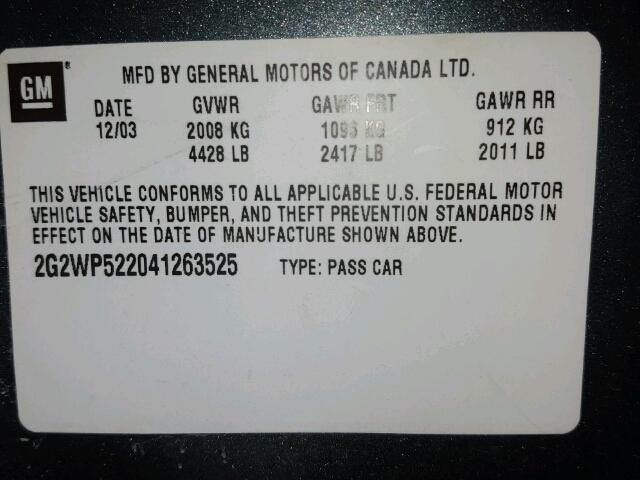 GM®
MFD BY GENERAL MOTORS OF CANADA LTD.
DATE GVWR GAWR FRT GAWR RR
12/03 2008 KG 1096 KG 912 KG
4428 LB 2417 LB 2011 LB
THIS VEHICLE CONFORMS TO ALL APPLICABLE U.S. FEDERAL MOTOR
VEHICLE SAFETY, BUMPER, AND THEFT PREVENTION STANDARDS IN
EFFECT ON THE DATE OF MANUFACTURE SHOWN ABOVE.
2G2WP522041263525 TYPE: PASS CAR